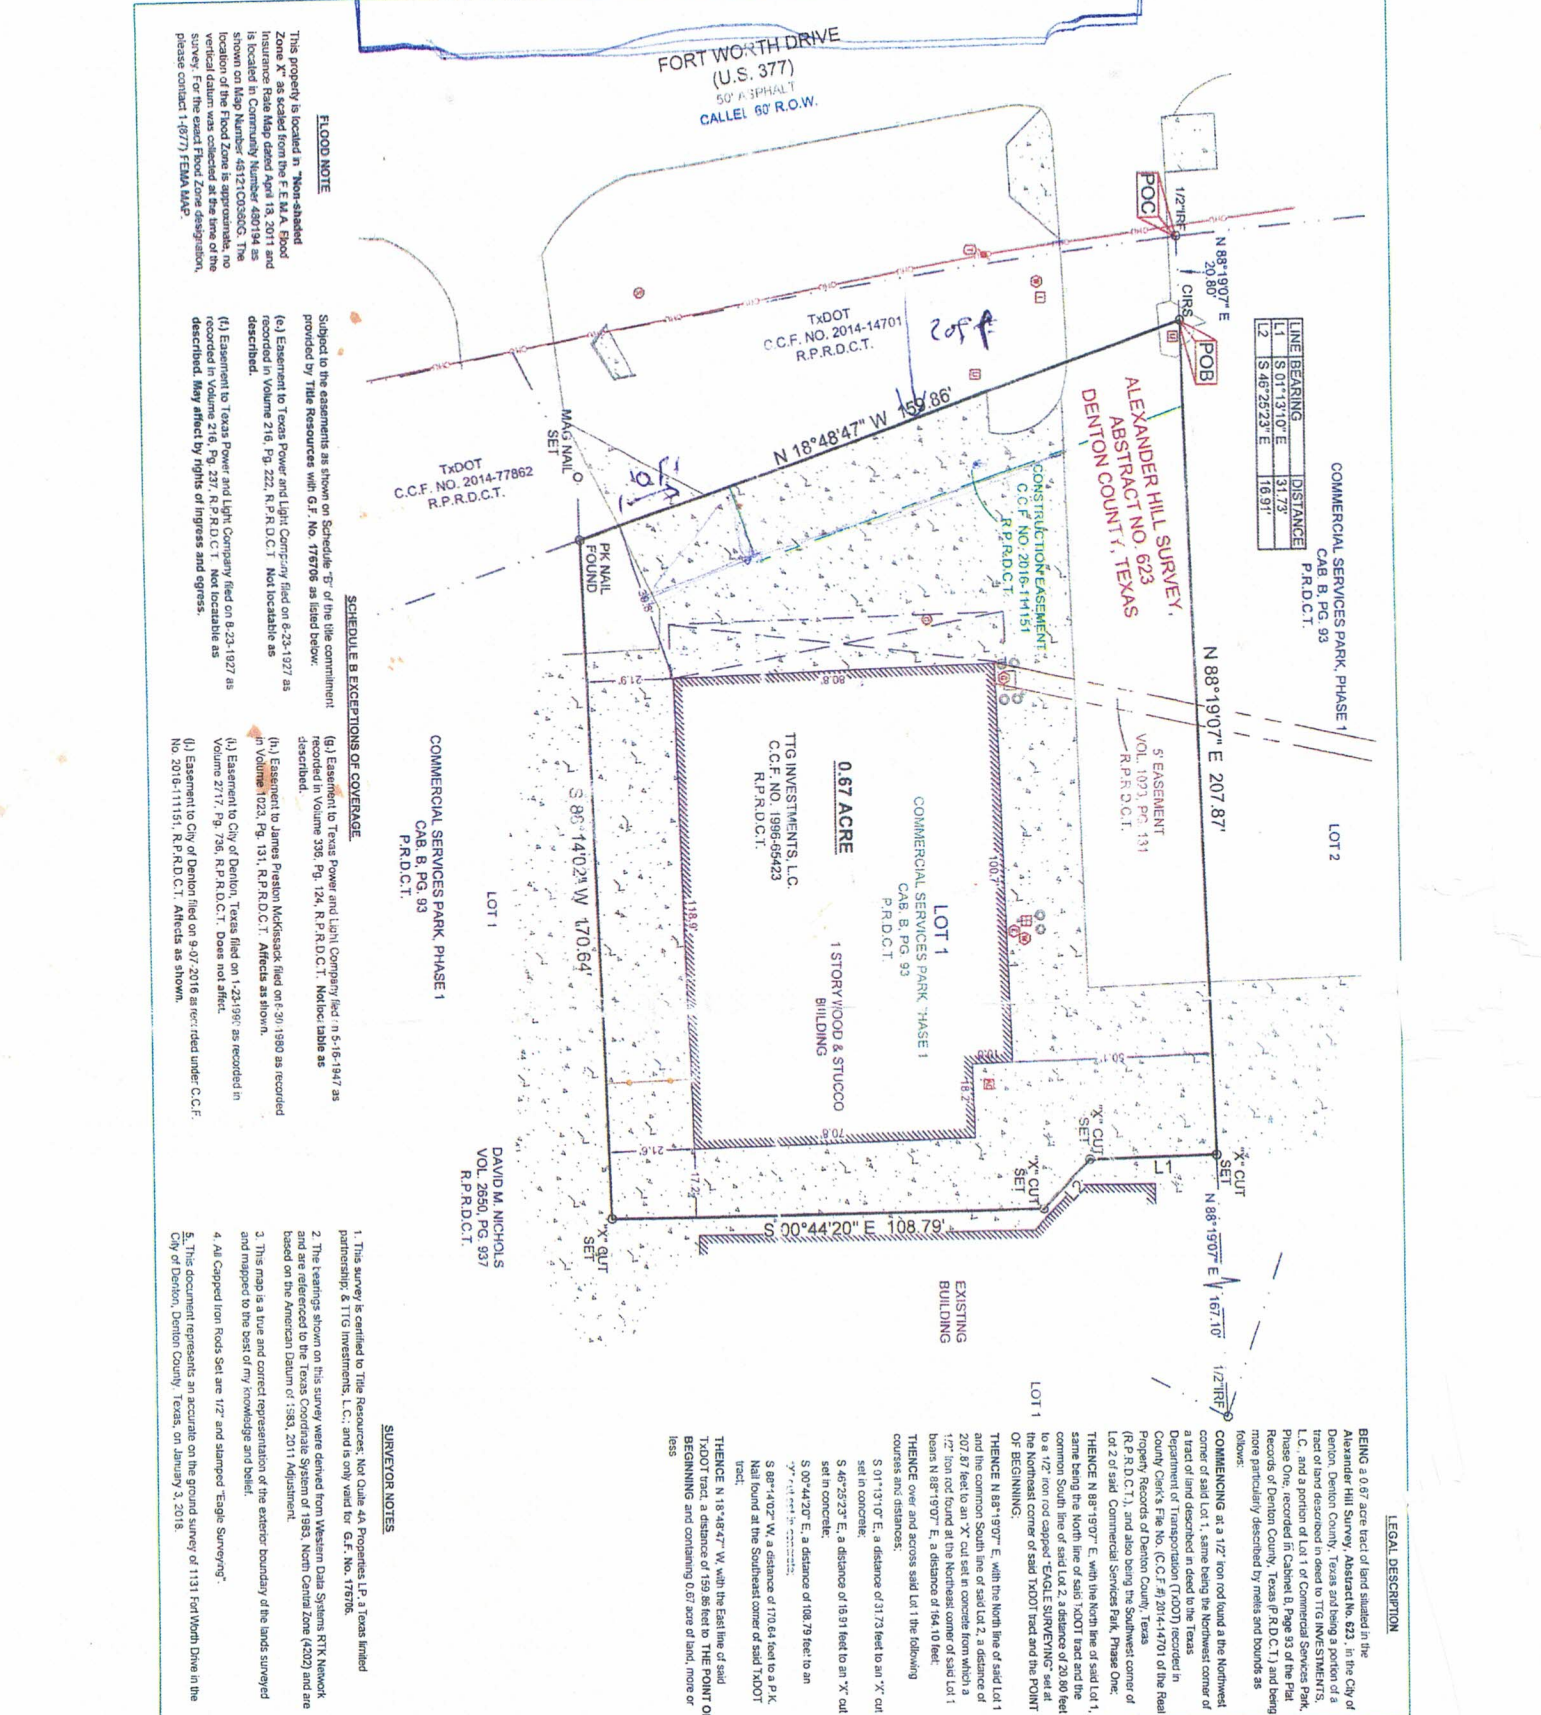 FORT WORTH DRIVE
(U.S. 377)
50' ASPHALT
60' R.O.W.
POC
1/2"IRF
N 88°19'07" E
20.80'
CIRS
POB
LINE BEARING DISTANCE
L1 S 01°13'10" E 31.73'
L2 S 46°25'23" E 16.91'
COMMERCIAL SERVICES PARK, PHASE 1
CAB. B, PG. 93
P.R.D.C.T.
LOT 2
ALEXANDER HILL SURVEY,
ABSTRACT NO. 623
DENTON COUNTY, TEXAS
TxDOT
C.C.F. NO. 2014-14701
R.P.R.D.C.T.
20ft
N 18°48'47" W 159.86'
MAG NAIL
SET
TxDOT
C.C.F. NO. 2014-77862
R.P.R.D.C.T.
PK NAIL
FOUND
CONSTRUCTION EASEMENT
C.C.F. NO. 2016-111151
R.P.R.D.C.T.
N 88°19'07" E 207.87'
5' EASEMENT
VOL. 1023, PG. 131
R.P.R.D.C.T.
21.9'
80.8'
100.7'
118.9'
LOT 1
COMMERCIAL SERVICES PARK, PHASE 1
CAB. B, PG. 93
P.R.D.C.T.
0.67 ACRE
TTG INVESTMENTS, L.C.
C.C.F. NO. 1996-65423
R.P.R.D.C.T.
1 STORY WOOD & STUCCO
BUILDING
50.1'
18.2'
70.8'
21.6'
17.2'
S 88°14'02" W 170.64'
"X" CUT
SET
"X" CUT
SET
"X" CUT
SET
"X" CUT
SET
L1
L2
S 00°44'20" E 108.79'
N 88°19'07" E 167.10'
1/2"IRF
EXISTING
BUILDING
LOT 1
LOT 1
COMMERCIAL SERVICES PARK, PHASE 1
CAB. B, PG. 93
P.R.D.C.T.
DAVID M. NICHOLS
VOL. 2650, PG. 937
R.P.R.D.C.T.
FLOOD NOTE
This property is located in "Non-shaded
Zone X" as scaled from the F.E.M.A. Flood
Insurance Rate Map dated April 18, 2011 and
is located in Community Number 480194 as
shown on Map Number 48121C0360G. The
location of the Flood Zone is approximate, no
vertical datum was collected at the time of the
survey. For the exact Flood Zone designation,
please contact 1-(877) FEMA MAP.
SCHEDULE B EXCEPTIONS OF COVERAGE
Subject to the easements as shown on Schedule "B" of the title commitment
provided by Title Resources with G.F. No. 176706 as listed below:
(e.) Easement to Texas Power and Light Company filed on 6-23-1927 as
recorded in Volume 216, Pg. 222, R.P.R.D.C.T. Not locatable as
described.
(f.) Easement to Texas Power and Light Company filed on 8-23-1927 as
recorded in Volume 216, Pg. 237, R.P.R.D.C.T. Not locatable as
described. May affect by rights of ingress and egress.
(g.) Easement to Texas Power and Light Company filed on 5-16-1947 as
recorded in Volume 336, Pg. 124, R.P.R.D.C.T. Not locatable as
described.
(h.) Easement to James Preston McKissack filed on 6-30-1980 as recorded
in Volume 1023, Pg. 131, R.P.R.D.C.T. Affects as shown.
(i.) Easement to City of Denton, Texas filed on 1-23-1990 as recorded in
Volume 2717, Pg. 736, R.P.R.D.C.T. Does not affect.
(j.) Easement to City of Denton filed on 9-07-2016 as recorded under C.C.F.
No. 2016-111151, R.P.R.D.C.T. Affects as shown.
SURVEYOR NOTES
1. This survey is certified to Title Resources; Not Quite 4A Properties LP, a Texas limited
partnership; & TTG Investments, L.C.; and is only valid for G.F. No. 176706.
2. The bearings shown on this survey were derived from Western Data Systems RTK Network
and are referenced to the Texas Coordinate System of 1983, North Central Zone (4202) and are
based on the American Datum of 1983, 2011 Adjustment.
3. This map is a true and correct representation of the exterior boundary of the lands surveyed
and mapped to the best of my knowledge and belief.
4. All Capped Iron Rods Set are 1/2" and stamped "Eagle Surveying".
5. This document represents an accurate on the ground survey of 1131 Fort Worth Drive in the
City of Denton, Denton County, Texas, on January 3, 2018.
LEGAL DESCRIPTION
BEING a 0.67 acre tract of land situated in the
Alexander Hill Survey, Abstract No. 623, in the City of
Denton, Denton County, Texas and being a portion of a
tract of land described in deed to TTG INVESTMENTS,
L.C., and a portion of Lot 1 of Commercial Services Park,
Phase One, recorded in Cabinet B, Page 93 of the Plat
Records of Denton County, Texas (P.R.D.C.T.) and being
more particularly described by metes and bounds as
follows:
COMMENCING at a 1/2" iron rod found a the Northwest
corner of said Lot 1, same being the Northwest corner of
a tract of land described in deed to the Texas
Department of Transportation (TxDOT) recorded in
County Clerk's File No. (C.C.F.#) 2014-14701 of the Real
Property Records of Denton County, Texas
(R.P.R.D.C.T.), and also being the Southwest corner of
Lot 2 of said Commercial Services Park, Phase One;
THENCE N 88°19'07" E, with the North line of said Lot 1,
same being the North line of said TxDOT tract and the
common South line of said Lot 2, a distance of 20.80 feet
to a 1/2" iron rod capped "EAGLE SURVEYING" set at
the Northeast corner of said TxDOT tract and the POINT
OF BEGINNING;
THENCE N 88°19'07" E, with the North line of said Lot 1
and the common South line of said Lot 2, a distance of
207.87 feet to an "X" cut set in concrete from which a
1/2" iron rod found at the Northeast corner of said Lot 1
bears N 88°19'07" E, a distance of 164.10 feet;
THENCE over and across said Lot 1 the following
courses and distances;
S 01°13'10" E, a distance of 31.73 feet to an "X" cut
set in concrete;
S 46°25'23" E, a distance of 16.91 feet to an "X" cut
set in concrete;
S 00°44'20" E, a distance of 108.79 feet to an
"X" cut set in concrete;
S 88°14'02" W, a distance of 170.64 feet to a P.K.
Nail found at the Southeast corner of said TxDOT
tract;
THENCE N 18°48'47" W, with the East line of said
TxDOT tract, a distance of 159.86 feet to THE POINT O
BEGINNING and containing 0.67 acre of land, more or
less